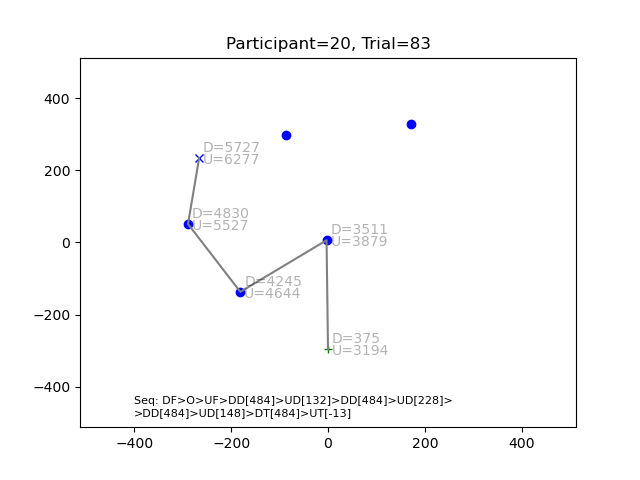 Participant=20, Trial=83
400
200
0
−200
−400
D=5727
U=6277
D=4830
U=5527
D=3511
U=3879
D=4245
U=4644
D=375
U=3194
Seq: DF>O>UF>DD[484]>UD[132]>DD[484]>UD[228]>
>DD[484]>UD[148]>DT[484]>UT[-13]
−400 −200 0 200 400